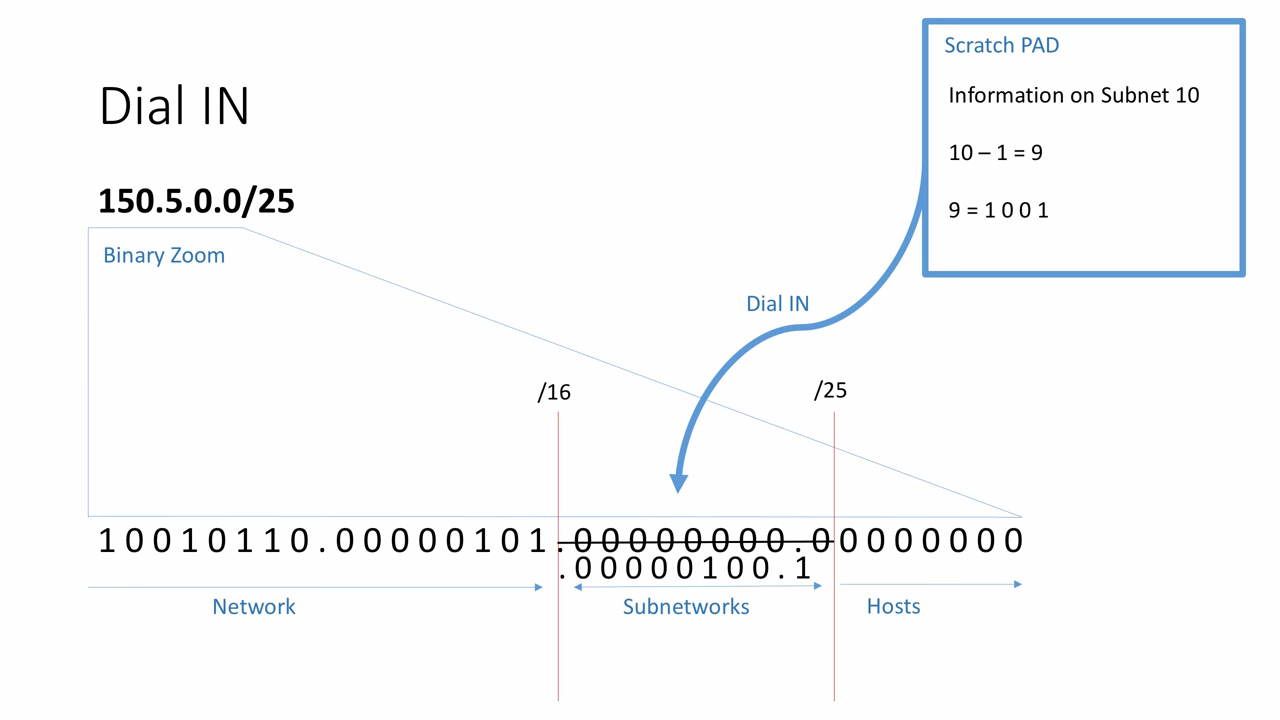 Scratch PAD
Information on Subnet 10
10 – 1 = 9
9 = 1 0 0 1
Dial IN
150.5.0.0/25
Binary Zoom
Dial IN
/16
/25
1 0 0 1 0 1 1 0 . 0 0 0 0 0 1 0 1 . 0 0 0 0 0 0 0 0 . 0 0 0 0 0 0 0 0
. 0 0 0 0 0 1 0 0 . 1
Network
Subnetworks
Hosts